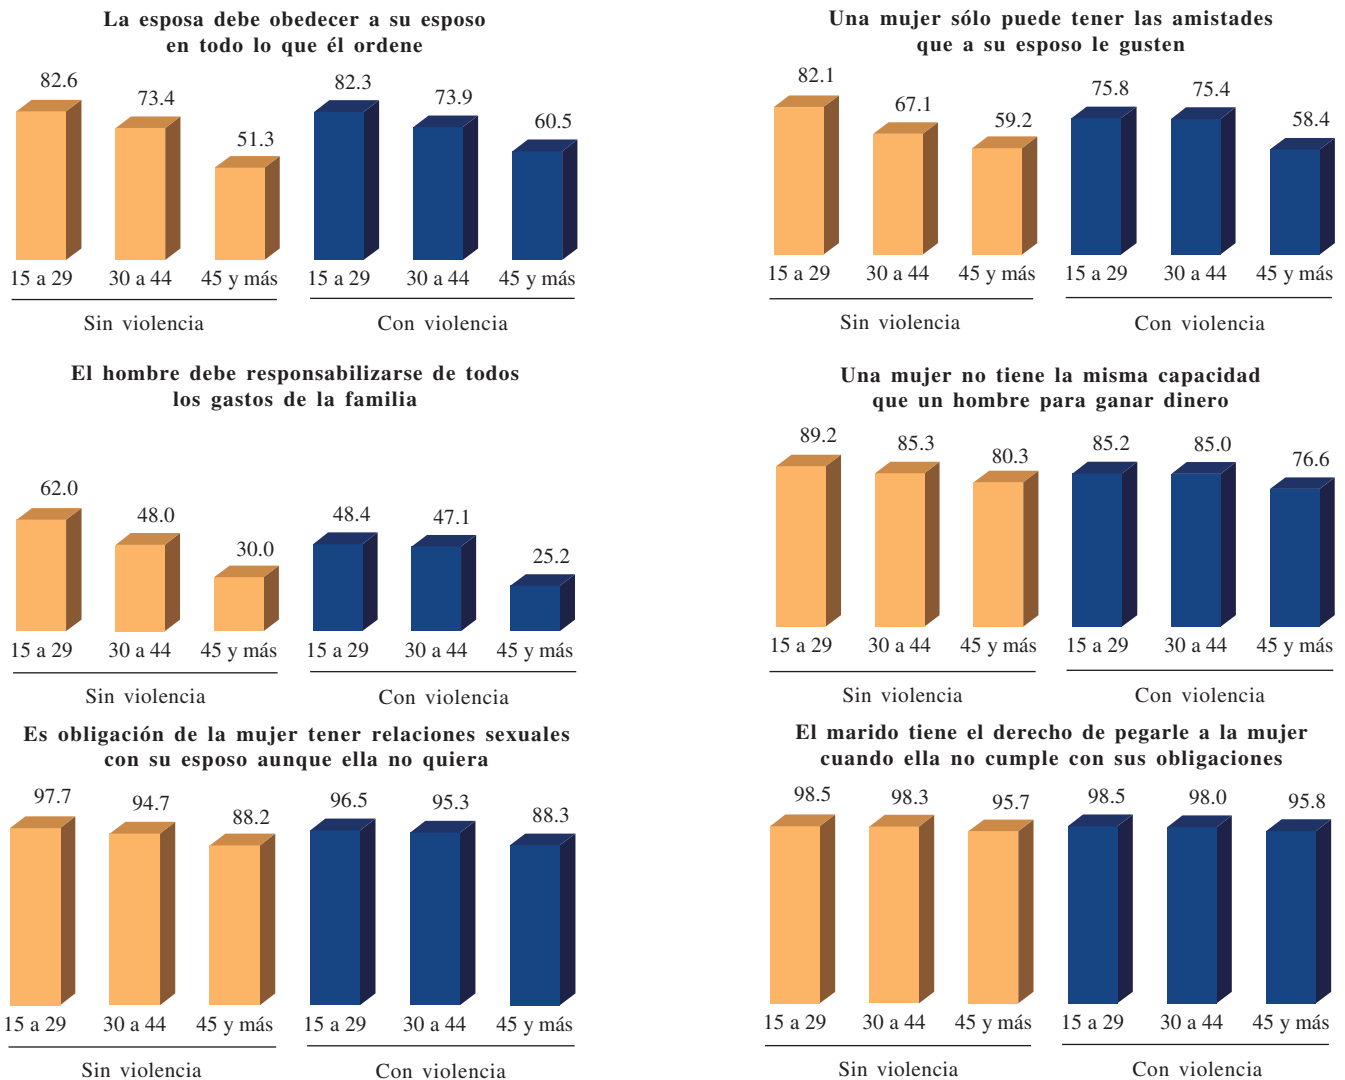 La esposa debe obedecer a su esposo
en todo lo que él ordene
82.6
73.4
51.3
82.3
73.9
60.5
15 a 29
30 a 44
45 y más
15 a 29
30 a 44
45 y más
Sin violencia
Con violencia
Una mujer sólo puede tener las amistades
que a su esposo le gusten
82.1
67.1
59.2
75.8
75.4
58.4
15 a 29
30 a 44
45 y más
15 a 29
30 a 44
45 y más
Sin violencia
Con violencia
El hombre debe responsabilizarse de todos
los gastos de la familia
62.0
48.0
30.0
48.4
47.1
25.2
15 a 29
30 a 44
45 y más
15 a 29
30 a 44
45 y más
Sin violencia
Con violencia
Una mujer no tiene la misma capacidad
que un hombre para ganar dinero
89.2
85.3
80.3
85.2
85.0
76.6
15 a 29
30 a 44
45 y más
15 a 29
30 a 44
45 y más
Sin violencia
Con violencia
Es obligación de la mujer tener relaciones sexuales
con su esposo aunque ella no quiera
97.7
94.7
88.2
96.5
95.3
88.3
15 a 29
30 a 44
45 y más
15 a 29
30 a 44
45 y más
Sin violencia
Con violencia
El marido tiene el derecho de pegarle a la mujer
cuando ella no cumple con sus obligaciones
98.5
98.3
95.7
98.5
98.0
95.8
15 a 29
30 a 44
45 y más
15 a 29
30 a 44
45 y más
Sin violencia
Con violencia